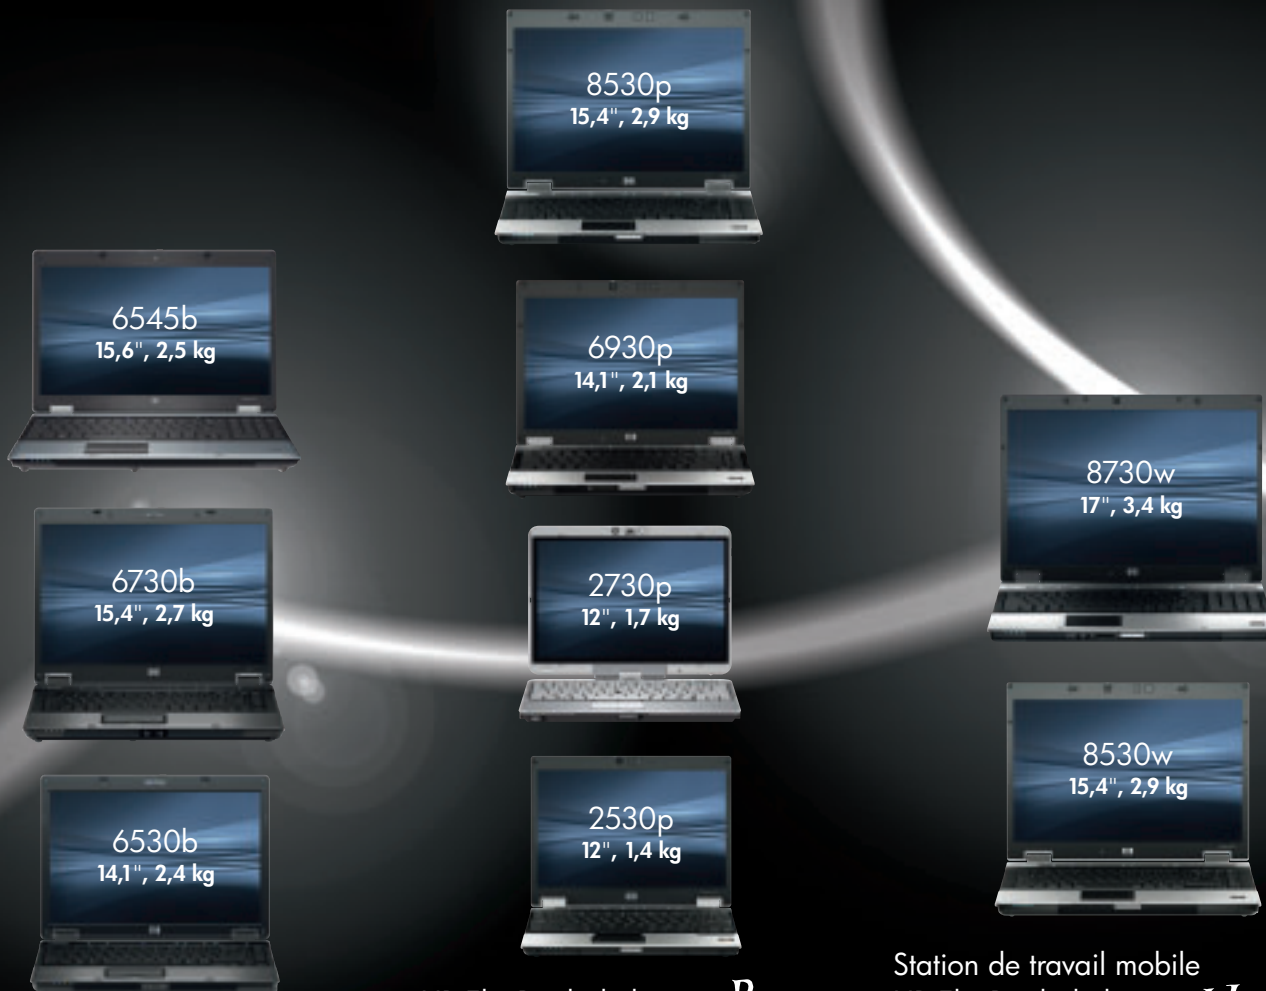 8530p
15,4", 2,9 kg
6545b
15,6", 2,5 kg
6930p
14,1", 2,1 kg
8730w
17", 3,4 kg
6730b
15,4", 2,7 kg
2730p
12", 1,7 kg
8530w
15,4", 2,9 kg
6530b
14,1", 2,4 kg
2530p
12", 1,4 kg
Station de travail mobile